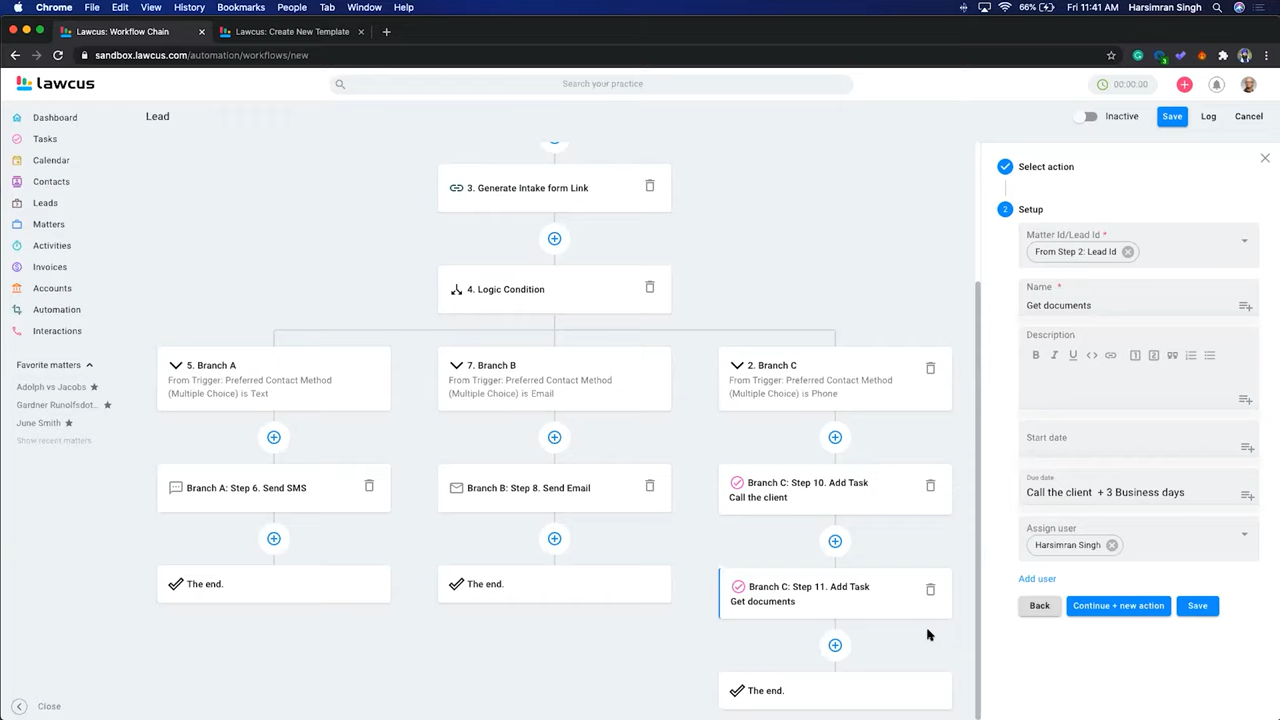 Chrome File Edit View History Bookmarks People Tab Window Help 66% Fri 11:41 AM Harsimran Singh
Lawcus: Workflow Chain
Lawcus: Create New Template
sandbox.lawcus.com/automation/workflows/new
lawcus
Search your practice
00:00:00
Dashboard
Tasks
Calendar
Contacts
Leads
Matters
Activities
Invoices
Accounts
Automation
Interactions
Favorite matters
Adolph vs Jacobs
Gardner Runolfsdot..
June Smith
Show recent matters
Close
Lead
Inactive
Save
Log
Cancel
3. Generate Intake form Link
4. Logic Condition
5. Branch A
From Trigger: Preferred Contact Method
(Multiple Choice) is Text
7. Branch B
From Trigger: Preferred Contact Method
(Multiple Choice) is Email
2. Branch C
From Trigger: Preferred Contact Method
(Multiple Choice) is Phone
Branch A: Step 6. Send SMS
Branch B: Step 8. Send Email
Branch C: Step 10. Add Task
Call the client
The end.
The end.
Branch C: Step 11. Add Task
Get documents
The end.
Select action
2 Setup
Matter Id/Lead Id *
From Step 2: Lead Id
Name *
Get documents
Description
B I U <> 1 2
Start date
Due date
Call the client + 3 Business days
Assign user
Harsimran Singh
Add user
Back
Continue + new action
Save